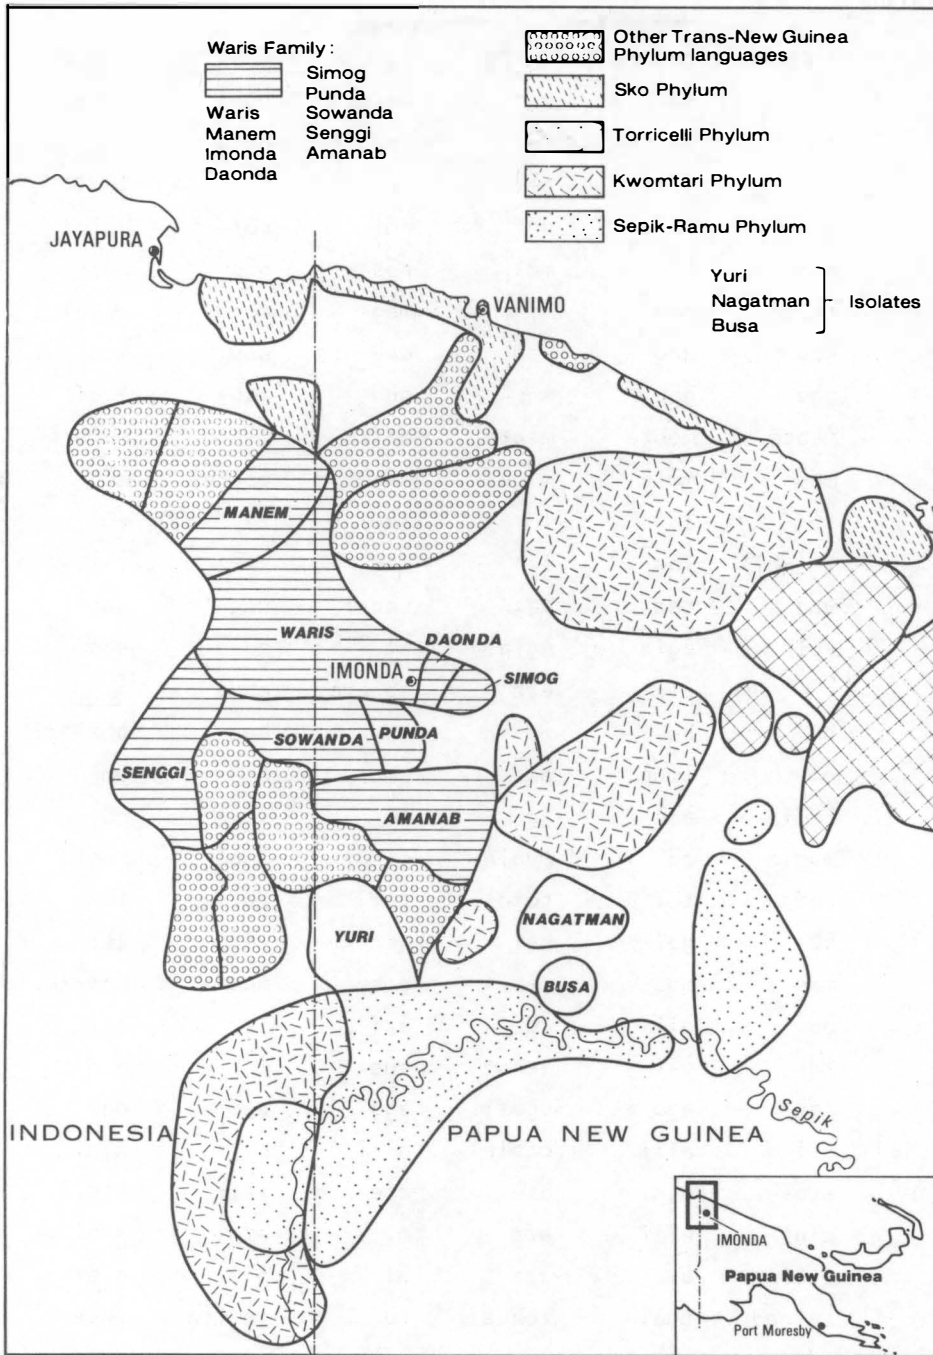 Waris Family :
Simog
Punda
Waris Sowanda
Manem Senggi
Imonda Amanab
Daonda
Other Trans-New Guinea
Phylum languages
Sko Phylum
Torricelli Phylum
Kwomtari Phylum
Sepik-Ramu Phylum
Yuri
Nagatman
Busa
Isolates
JAYAPURA
VANIMO
MANEM
WARIS
DAONDA
IMONDA
SIMOG
SOWANDA
PUNDA
SENGGI
AMANAB
NAGATMAN
YURI
BUSA
Sepik
INDONESIA
PAPUA NEW GUINEA
IMONDA
Papua New Guinea
Port Moresby